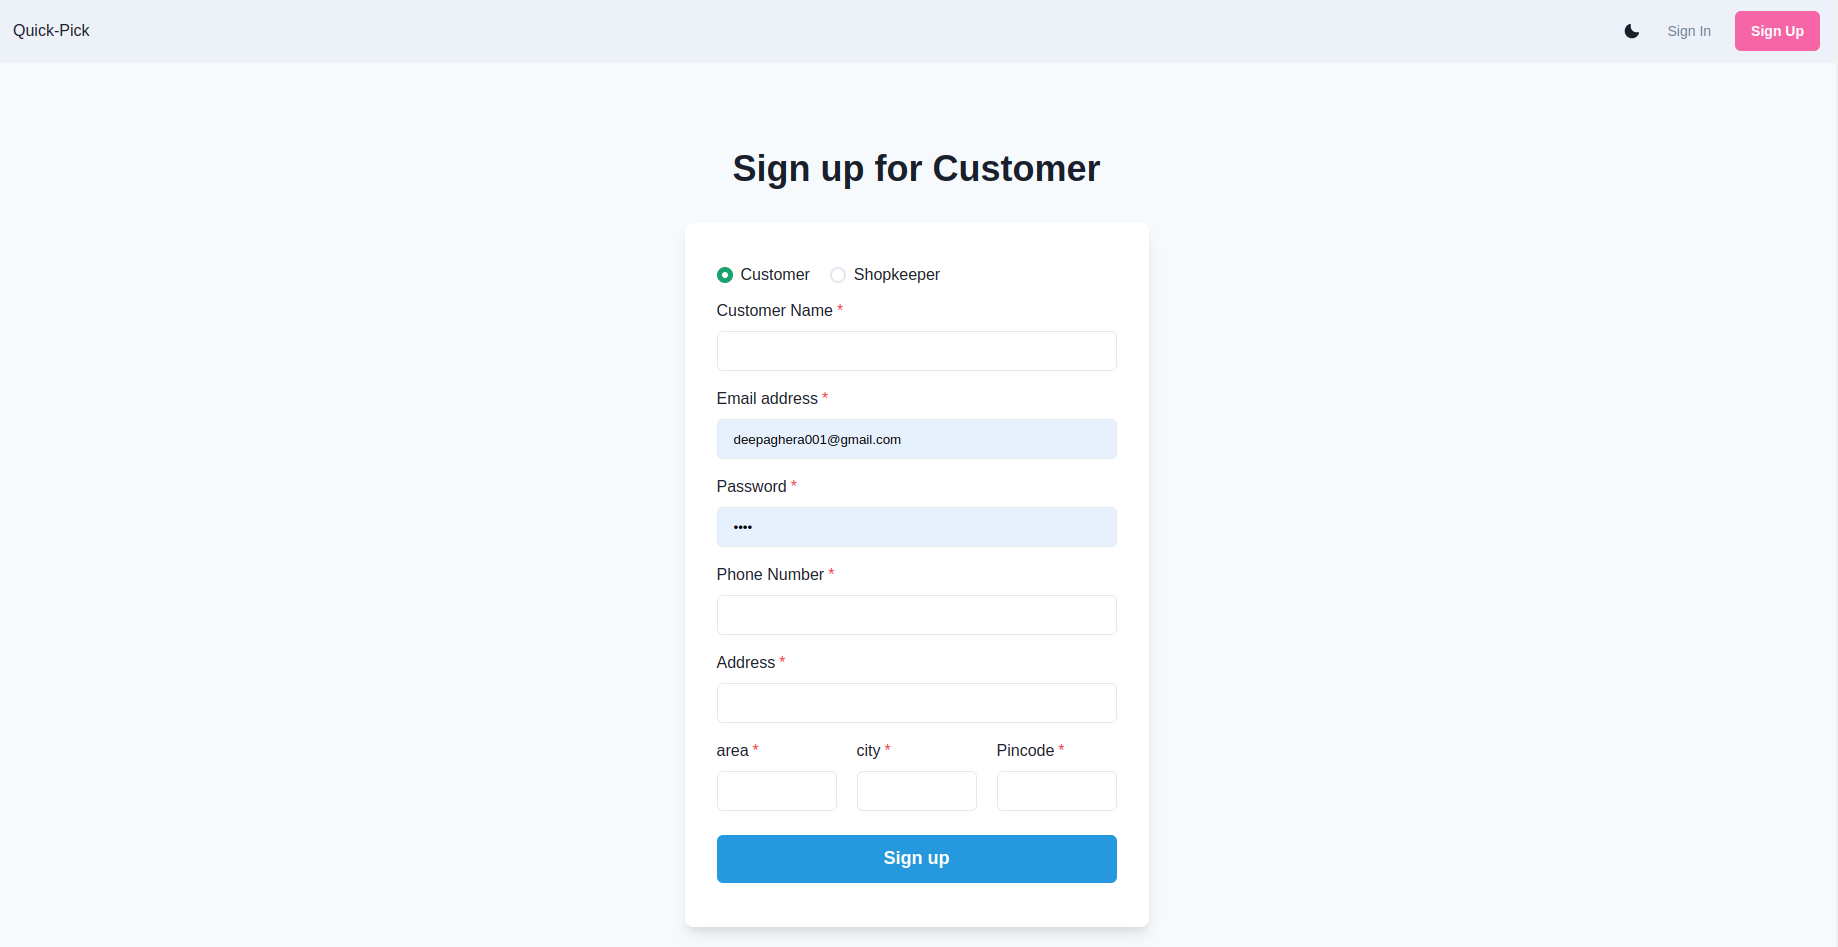 Quick-Pick
Sign In
Sign Up
Sign up for Customer
Customer Shopkeeper
Customer Name *
Email address *
deepaghera001@gmail.com
Password *
••••
Phone Number *
Address *
area * city * Pincode *
Sign up